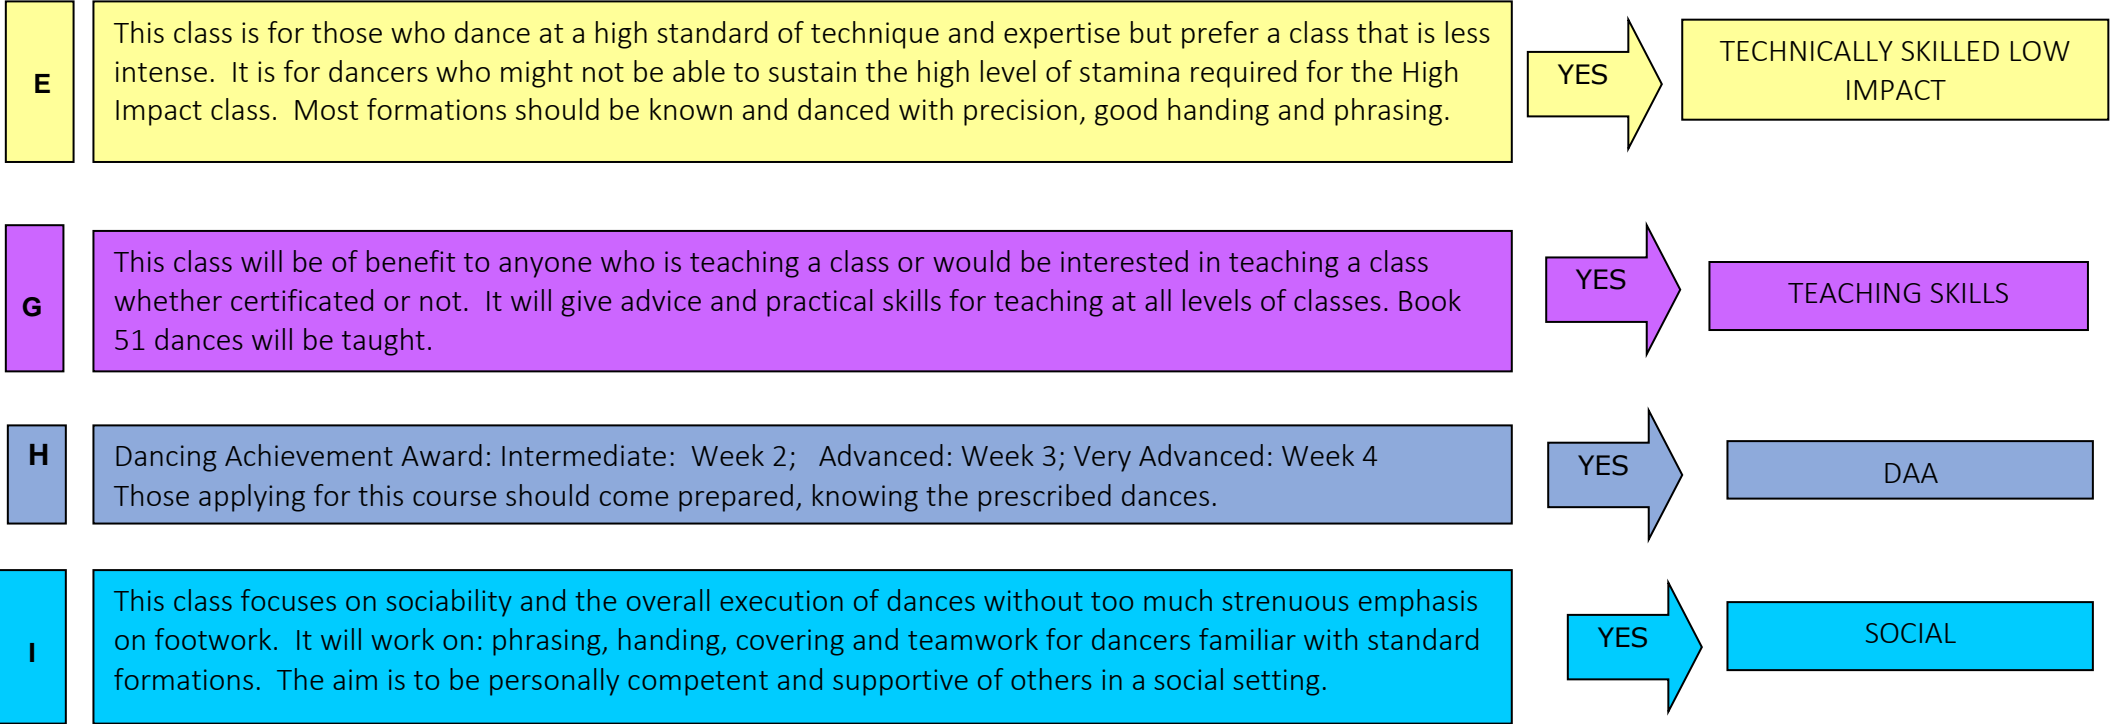 E
This class is for those who dance at a high standard of technique and expertise but prefer a class that is less
intense.  It is for dancers who might not be able to sustain the high level of stamina required for the High
Impact class.  Most formations should be known and danced with precision, good handing and phrasing.
YES
TECHNICALLY SKILLED LOW
IMPACT
G
This class will be of benefit to anyone who is teaching a class or would be interested in teaching a class
whether certificated or not.  It will give advice and practical skills for teaching at all levels of classes. Book
51 dances will be taught.
YES
TEACHING SKILLS
H
Dancing Achievement Award: Intermediate:  Week 2;   Advanced: Week 3; Very Advanced: Week 4
Those applying for this course should come prepared, knowing the prescribed dances.
YES
DAA
I
This class focuses on sociability and the overall execution of dances without too much strenuous emphasis
on footwork.  It will work on: phrasing, handing, covering and teamwork for dancers familiar with standard
formations.  The aim is to be personally competent and supportive of others in a social setting.
YES
SOCIAL